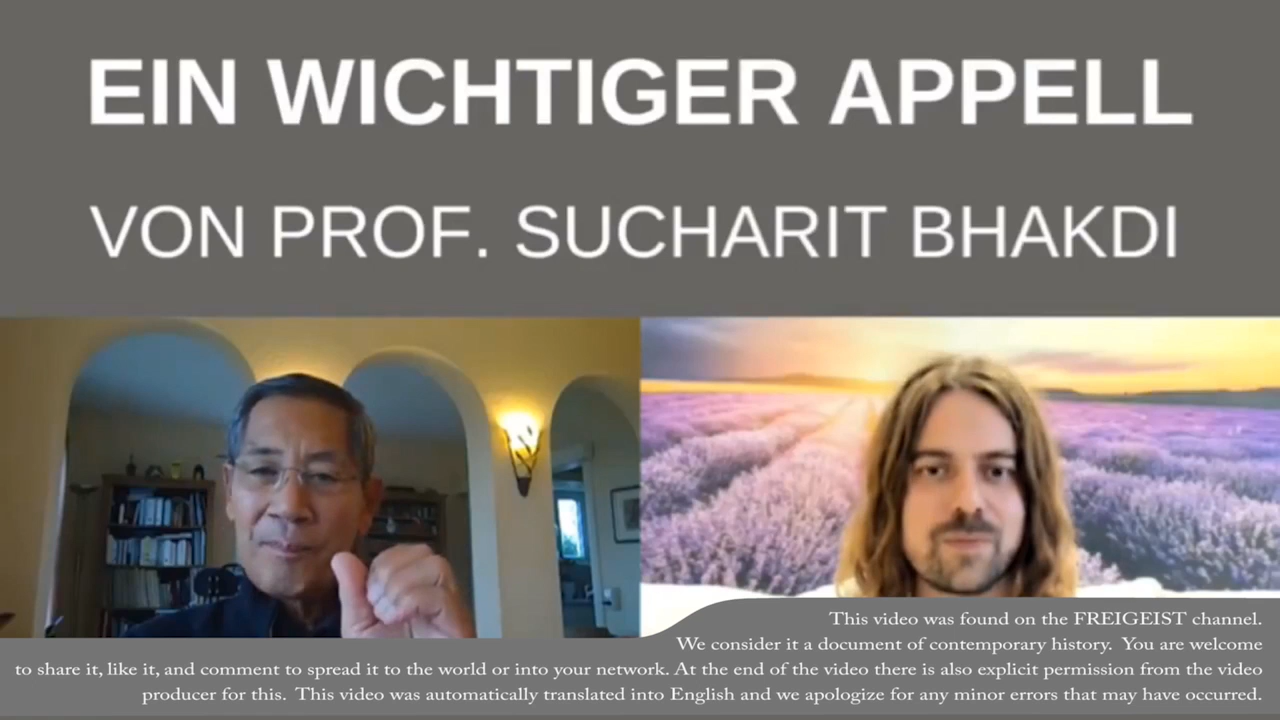 EIN WICHTIGER APPELL
VON PROF. SUCHARIT BHAKDI
This video was found on the FREIGEIST channel.
We consider it a document of contemporary history. You are welcome
to share it, like it, and comment to spread it to the world or into your network. At the end of the video there is also explicit permission from the video
producer for this. This video was automatically translated into English and we apologize for any minor errors that may have occurred.